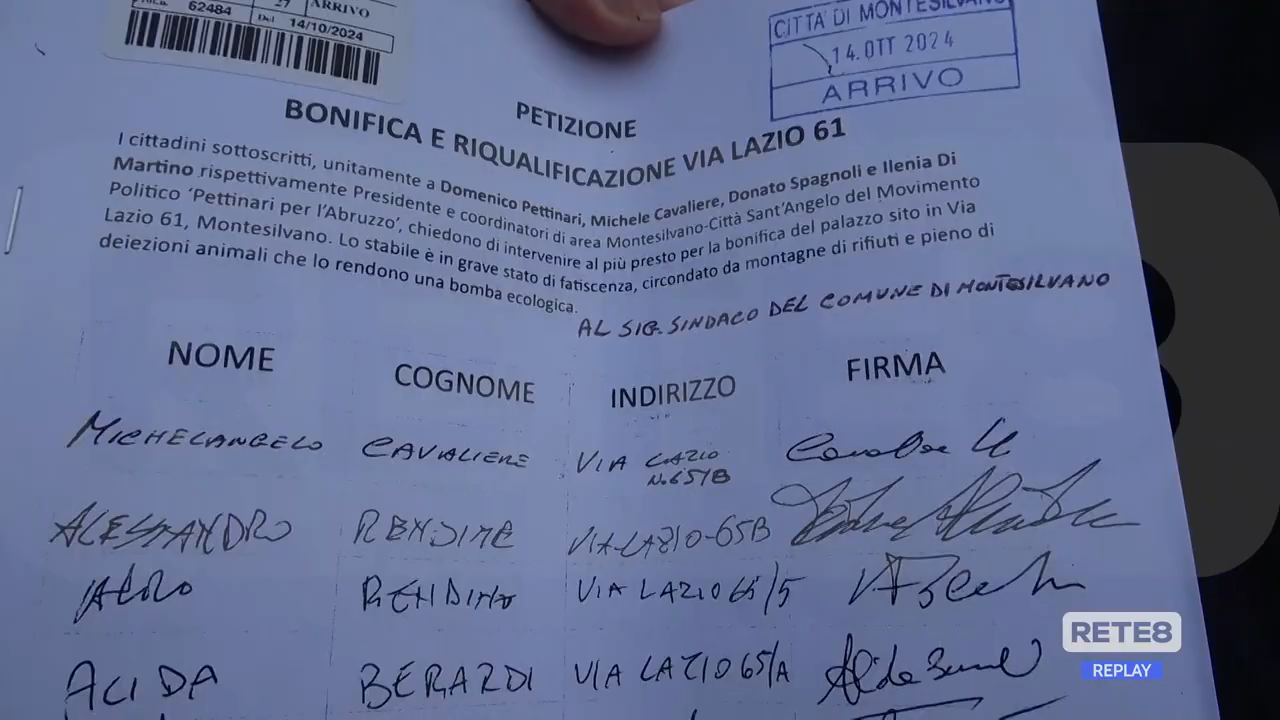 27 ARRIVO
62484 Del 14/10/2024
CITTA' DI MONTESILVANO
14. OTT 2024
ARRIVO
PETIZIONE
BONIFICA E RIQUALIFICAZIONE VIA LAZIO 61
I cittadini sottoscritti, unitamente a Domenico Pettinari, Michele Cavaliere, Donato Spagnoli e Ilenia Di
Martino rispettivamente Presidente e coordinatori di area Montesilvano-Città Sant'Angelo del Movimento
Politico 'Pettinari per l'Abruzzo', chiedono di intervenire al più presto per la bonifica del palazzo sito in Via
Lazio 61, Montesilvano. Lo stabile è in grave stato di fatiscenza, circondato da montagne di rifiuti e pieno di
deiezioni animali che lo rendono una bomba ecologica.
AL SIG. SINDACO DEL COMUNE DI MONTESILVANO
NOME COGNOME INDIRIZZO FIRMA
MICHELANGELO CAVALIERE VIA LAZIO
N.65/B
ALESSANDRO VIA LAZIO-65B
VIA LAZIO 65/5
BERARDI VIA LAZIO 65/A
RETE8
REPLAY